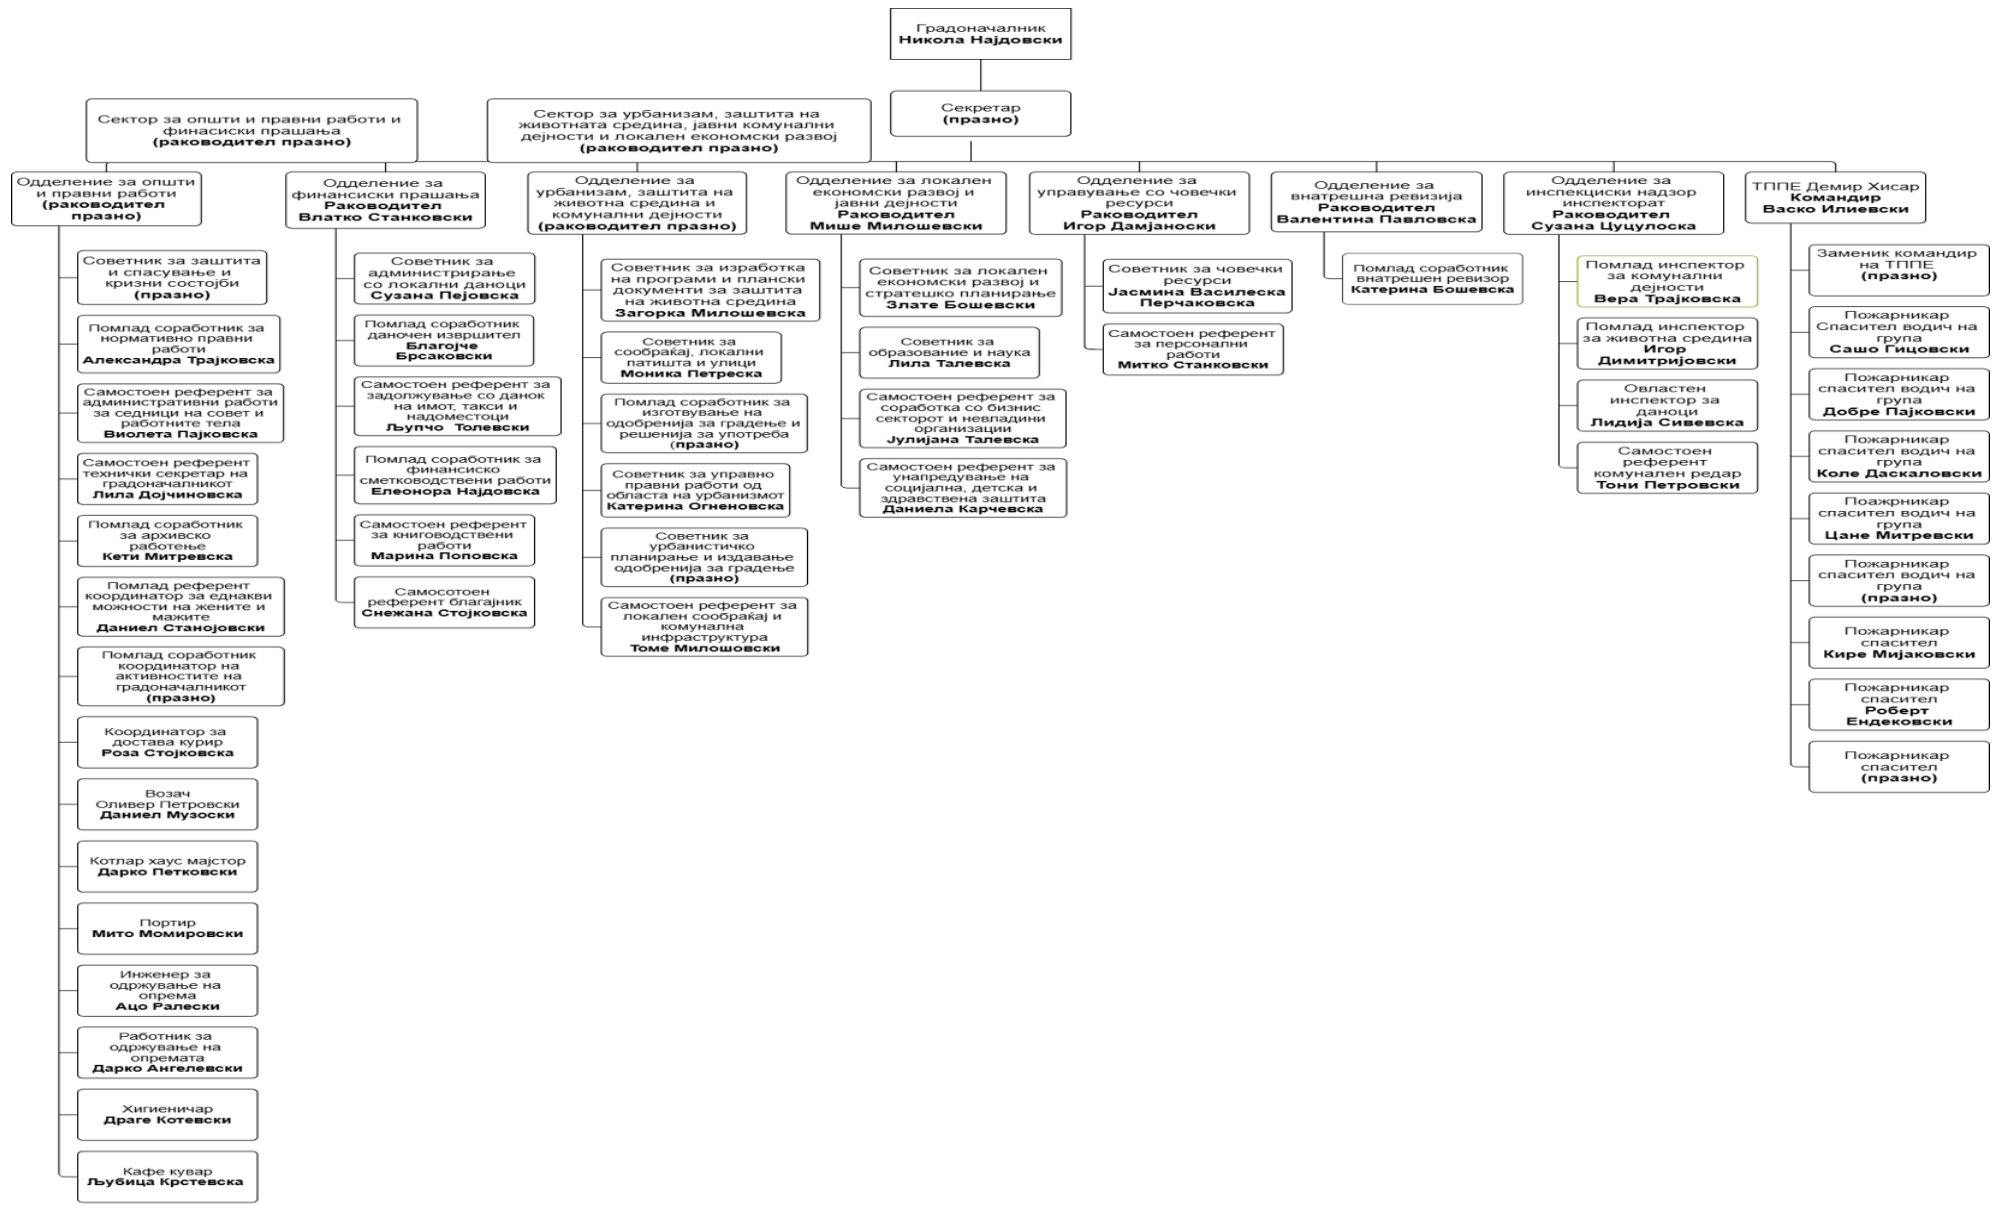 Градоначалник
Никола Најдовски
Секретар
(празно)
Сектор за општи и правни работи и
финасиски прашања
(раководител празно)
Сектор за урбанизам, заштита на
животната средина, јавни комунални
дејности и локален економски развој
(раководител празно)
Одделение за општи
и правни работи
(раководител
празно)
Советник за заштита
и спасување и
кризни состојби
(празно)
Помлад соработник за
нормативно правни
работи
Александра Трајковска
Самостоен референт за
административни работи
за седници на совет и
работните тела
Виолета Пајковска
Самостоен референт
технички секретар на
градоначалникот
Лила Дојчиновска
Помлад соработник
за архивско
работење
Кети Митревска
Помлад референт
координатор за еднакви
можности на жените и
мажите
Даниел Станојовски
Помлад соработник
координатор на
активностите на
градоначалникот
(празно)
Координатор за
достава курир
Роза Стојковска
Возач
Оливер Петровски
Даниел Музоски
Котлар хаус мајстор
Дарко Петковски
Портир
Мито Момировски
Инженер за
одржување на
опрема
Ацо Ралески
Работник за
одржување на
опремата
Дарко Ангелевски
Хигиеничар
Драге Котевски
Кафе кувар
Љубица Крстевска
Одделение за
финансиски прашања
Раководител
Влатко Станковски
Советник за
администрирање
со локални даноци
Сузана Пејовска
Помлад соработник
даночен извршител
Благојче
Брсаковски
Самостоен референт за
задолжување со данок
на имот, такси и
надоместоци
Љупчо Толевски
Помлад соработник за
финансиско
сметководствени работи
Елеонора Најдовска
Самостоен референт
за книговодствени
работи
Марина Поповска
Самосотоен
референт благајник
Снежана Стојковска
Одделение за
урбанизам, заштита на
животна средина и
комунални дејности
(раководител празно)
Советник за изработка
на програми и плански
документи за заштита
на животна средина
Загорка Милошевска
Советник за
сообраќај, локални
патишта и улици
Моника Петреска
Помлад соработник за
изготвување на
одобренија за градење и
решенија за употреба
(празно)
Советник за управно
правни работи од
областа на урбанизмот
Катерина Огненовска
Советник за
урбанистичко
планирање и издавање
одобренија за градење
(празно)
Самостоен референт за
локален сообраќај и
комунална
инфраструктура
Томе Милошовски
Одделение за локален
економски развој и
јавни дејности
Раководител
Мише Милошевски
Советник за локален
економски развој и
стратешко планирање
Злате Бошевски
Советник за
образование и наука
Лила Талевска
Самостоен референт за
соработка со бизнис
секторот и невладини
организации
Јулијана Талевска
Самостоен референт за
унапредување на
социјална, детска и
здравствена заштита
Даниела Карчевска
Одделение за
управување со човечки
ресурси
Раководител
Игор Дамјаноски
Советник за човечки
ресурси
Јасмина Василеска
Перчаковска
Самостоен референт
за персонални
работи
Митко Станковски
Одделение за
внатрешна ревизија
Раководител
Валентина Павловска
Помлад соработник
внатрешен ревизор
Катерина Бошевска
Одделение за
инспекциски надзор
инспекторат
Раководител
Сузана Цуцулоска
Помлад инспектор
за комунални
дејности
Вера Трајковска
Помлад инспектор
за животна средина
Игор
Димитријовски
Овластен
инспектор за
даноци
Лидија Сивевска
Самостоен
референт
комунален редар
Тони Петровски
ТППЕ Демир Хисар
Командир
Васко Илиевски
Заменик командир
на ТППЕ
(празно)
Пожарникар
Спасител водич на
група
Сашо Гицовски
Пожарникар
спасител водич на
група
Добре Пајковски
Пожарникар
спасител водич на
група
Коле Даскаловски
Поажрникар
спасител водич на
група
Цане Митревски
Пожарникар
спасител водич на
група
(празно)
Пожарникар
спасител
Кире Мијаковски
Пожарникар
спасител
Роберт
Ендековски
Пожарникар
спасител
(празно)